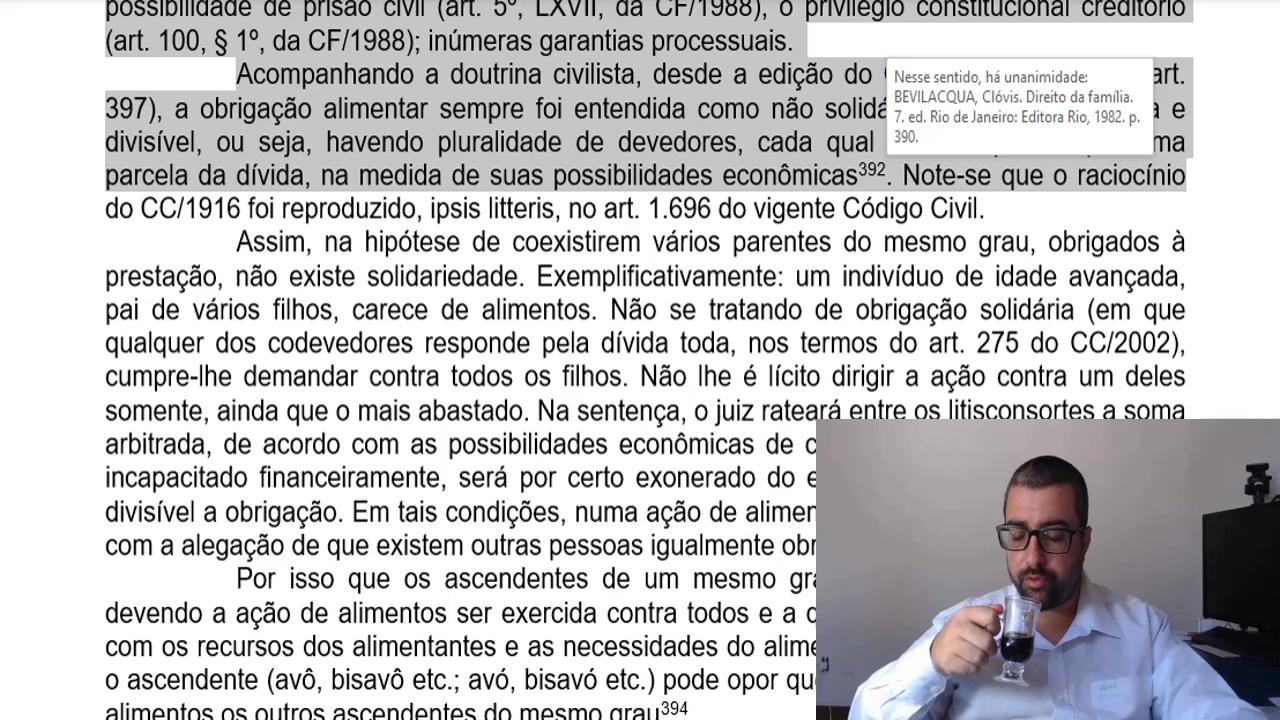 possibilidade de prisão civil (art. 5º, LXVII, da CF/1988), o privilégio constitucional creditório
(art. 100, § 1º, da CF/1988); inúmeras garantias processuais.
Acompanhando a doutrina civilista, desde a edição do art.
397), a obrigação alimentar sempre foi entendida como não e
divisível, ou seja, havendo pluralidade de devedores, cada qual
parcela da dívida, na medida de suas possibilidades econômicas392. Note-se que o raciocínio
do CC/1916 foi reproduzido, ipsis litteris, no art. 1.696 do vigente Código Civil.
Nesse sentido, há unanimidade:
BEVILACQUA, Clóvis. Direito da família.
7. ed. Rio de Janeiro: Editora Rio, 1982. p.
390.
Assim, na hipótese de coexistirem vários parentes do mesmo grau, obrigados à
prestação, não existe solidariedade. Exemplificativamente: um indivíduo de idade avançada,
pai de vários filhos, carece de alimentos. Não se tratando de obrigação solidária (em que
qualquer dos codevedores responde pela dívida toda, nos termos do art. 275 do CC/2002),
cumpre-lhe demandar contra todos os filhos. Não lhe é lícito dirigir a ação contra um deles
somente, ainda que o mais abastado. Na sentença, o juiz rateará entre os litisconsortes a soma
arbitrada, de acordo com as possibilidades econômicas de
incapacitado financeiramente, será por certo exonerado do
divisível a obrigação. Em tais condições, numa ação de
com a alegação de que existem outras pessoas igualmente
Por isso que os ascendentes de um mesmo
devendo a ação de alimentos ser exercida contra todos e a
com os recursos dos alimentantes e as necessidades do
o ascendente (avô, bisavô etc.; avó, bisavó etc.) pode opor
alimentos os outros ascendentes do mesmo grau394